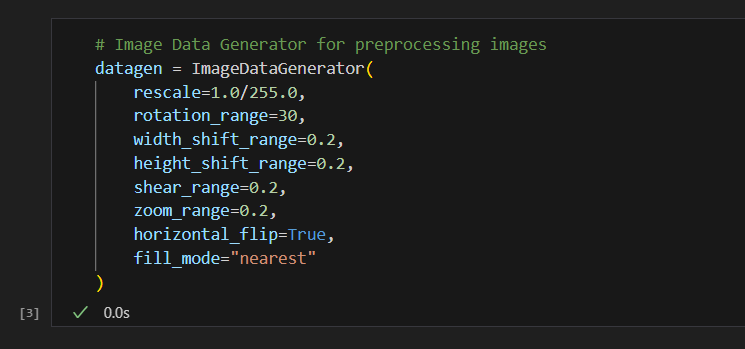 # Image Data Generator for preprocessing images
datagen = ImageDataGenerator(
    rescale=1.0/255.0,
    rotation_range=30,
    width_shift_range=0.2,
    height_shift_range=0.2,
    shear_range=0.2,
    zoom_range=0.2,
    horizontal_flip=True,
    fill_mode="nearest"
)
[3] ✓ 0.0s